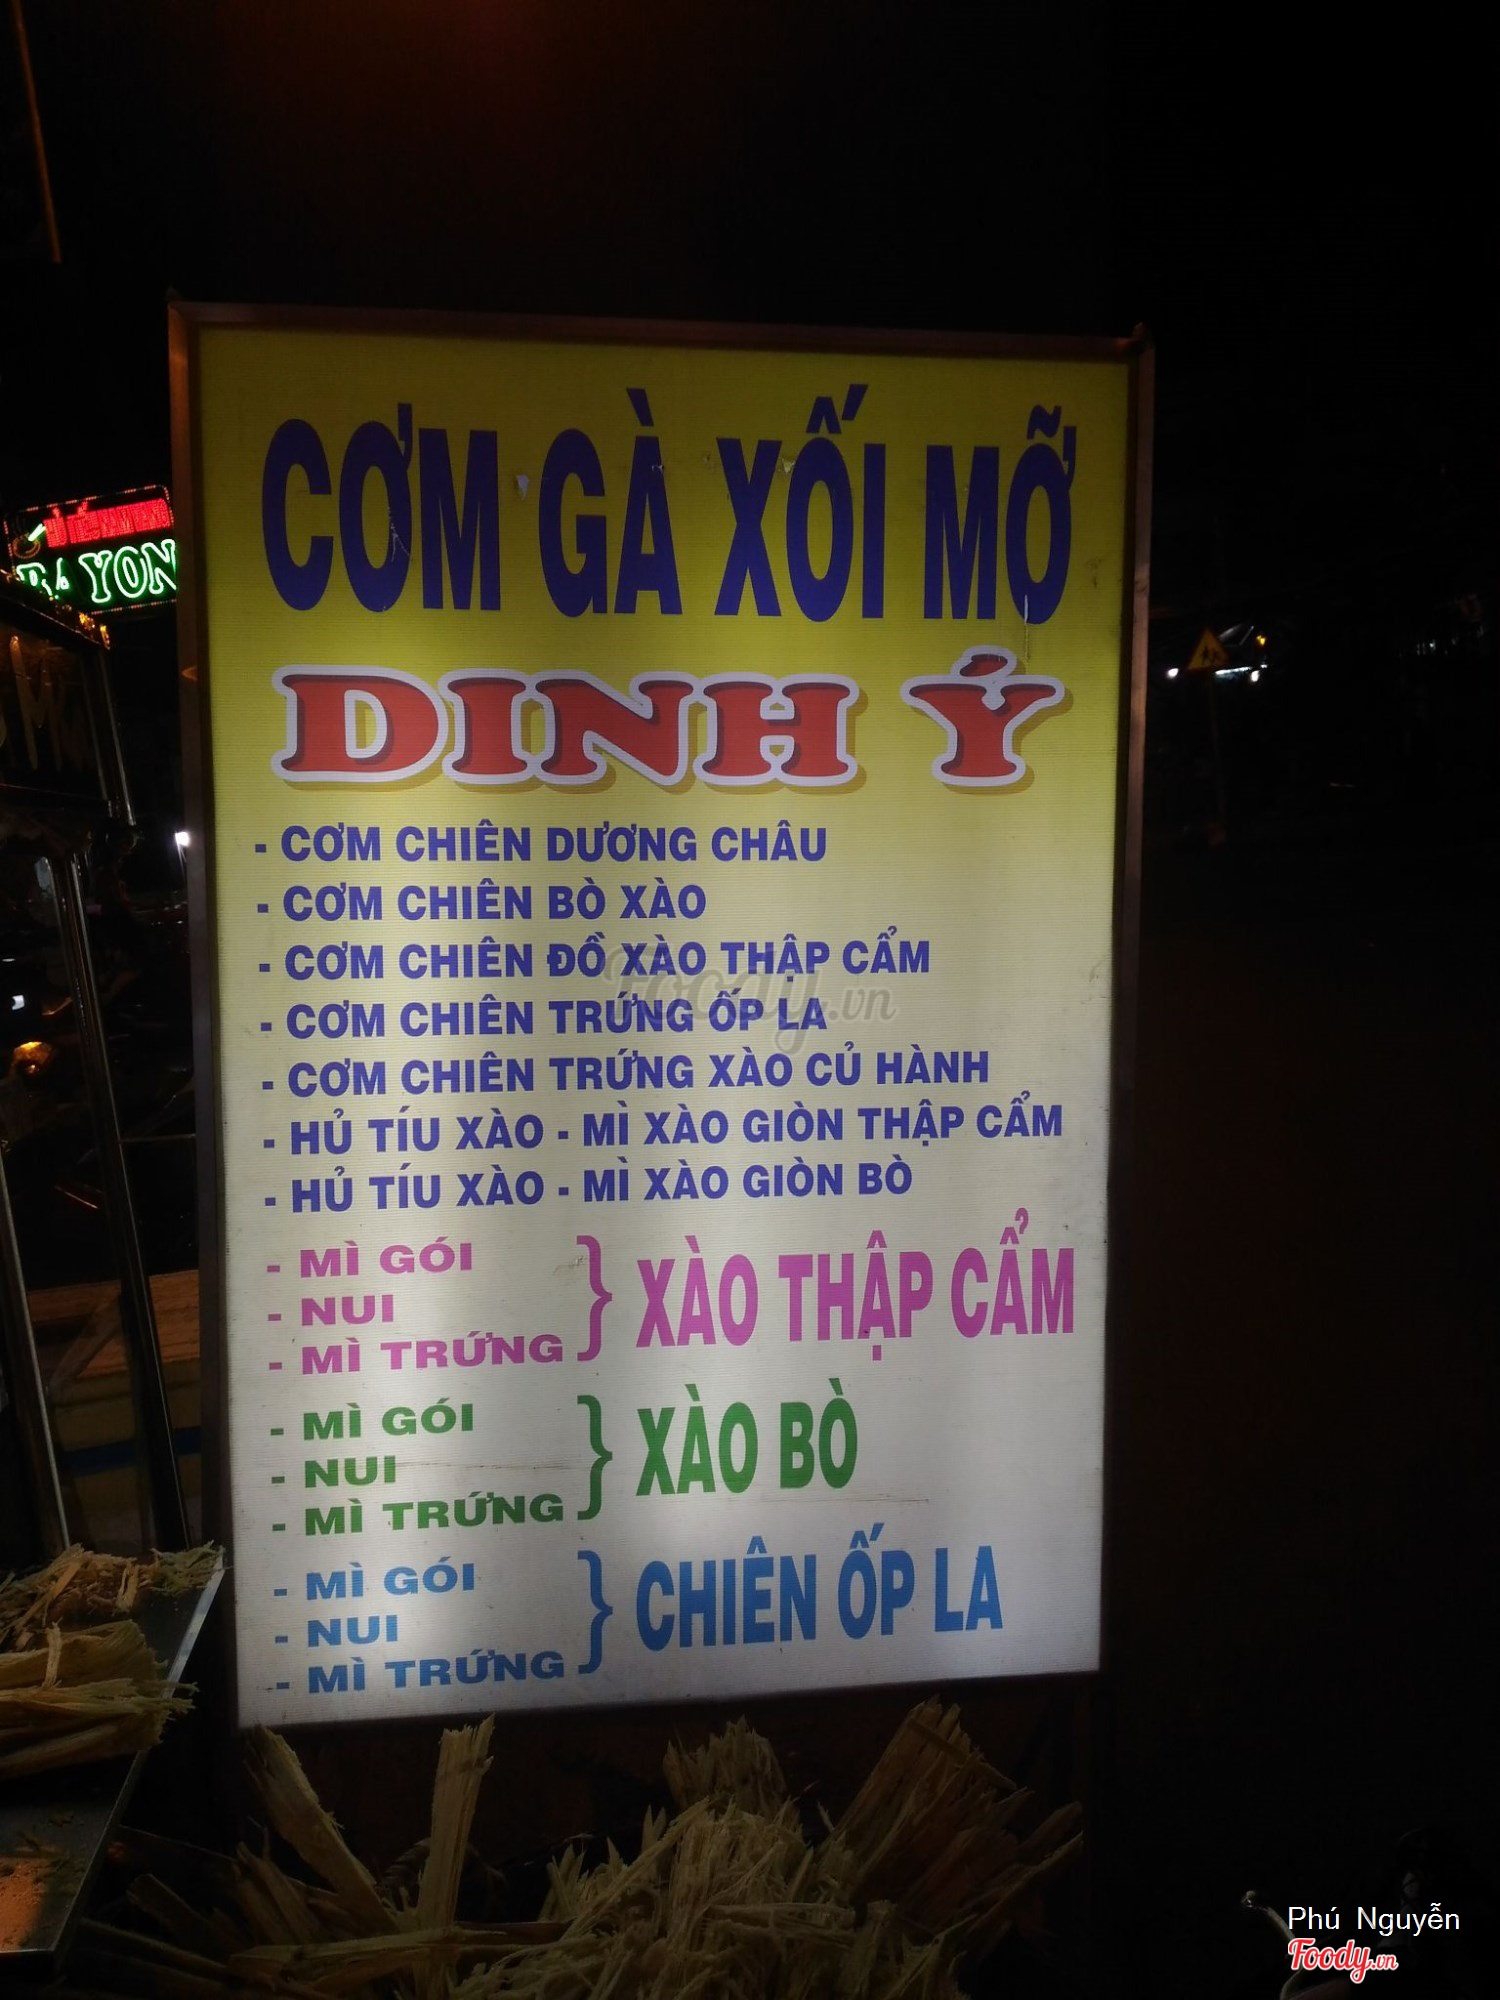 CƠM GÀ XỐI MỠ
DINH Ý
- CƠM CHIÊN DƯƠNG CHÂU
- CƠM CHIÊN BÒ XÀO
- CƠM CHIÊN ĐỒ XÀO THẬP CẨM
- CƠM CHIÊN TRỨNG ỐP LA
- CƠM CHIÊN TRỨNG XÀO CỦ HÀNH
- HỦ TÍU XÀO - MÌ XÀO GIÒN THẬP CẨM
- HỦ TÍU XÀO - MÌ XÀO GIÒN BÒ
- MÌ GÓI
- NUI
- MÌ TRỨNG
} XÀO THẬP CẨM
- MÌ GÓI
- NUI
- MÌ TRỨNG
} XÀO BÒ
- MÌ GÓI
- NUI
- MÌ TRỨNG
} CHIÊN ỐP LA
YON
Foody.vn
Phú Nguyễn
Foody.vn